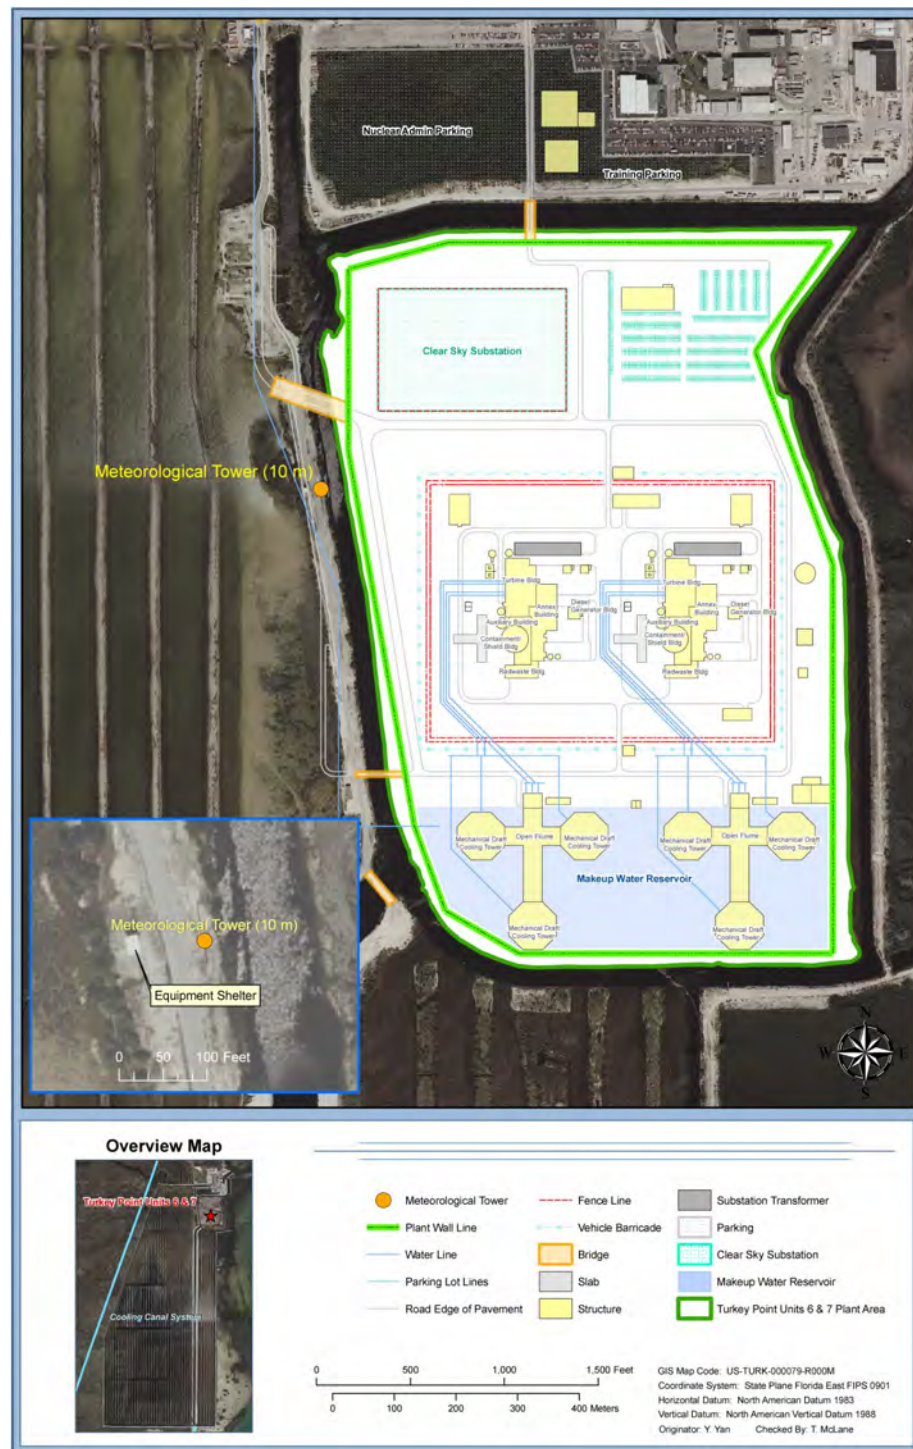 Nuclear Admin Parking
Training Parking
Clear Sky Substation
Meteorological Tower (10 m)
Turbine Bldg
Annex
Building
Diesel
Generator Bldg
Auxiliary Building
Containment/
Shield Bldg
Radwaste Bldg
Turbine Bldg
Annex
Building
Diesel
Generator Bldg
Auxiliary Building
Containment/
Shield Bldg
Radwaste Bldg
Mechanical Draft
Cooling Tower
Open Flume
Mechanical Draft
Cooling Tower
Mechanical Draft
Cooling Tower
Open Flume
Mechanical Draft
Cooling Tower
Makeup Water Reservoir
Mechanical Draft
Cooling Tower
Mechanical Draft
Cooling Tower
Meteorological Tower (10 m)
Equipment Shelter
0 50 100 Feet
N
W E
S
Overview Map
Turkey Point Units 6 & 7
Cooling Canal System
Meteorological Tower
Plant Wall Line
Water Line
Parking Lot Lines
Road Edge of Pavement
Fence Line
Vehicle Barricade
Bridge
Slab
Structure
Substation Transformer
Parking
Clear Sky Substation
Makeup Water Reservoir
Turkey Point Units 6 & 7 Plant Area
0 500 1,000 1,500 Feet
0 100 200 300 400 Meters
GIS Map Code: US-TURK-000079-R000M
Coordinate System: State Plane Florida East FIPS 0901
Horizontal Datum: North American Datum 1983
Vertical Datum: North American Vertical Datum 1988
Originator: Y. Yan Checked By: T. McLane